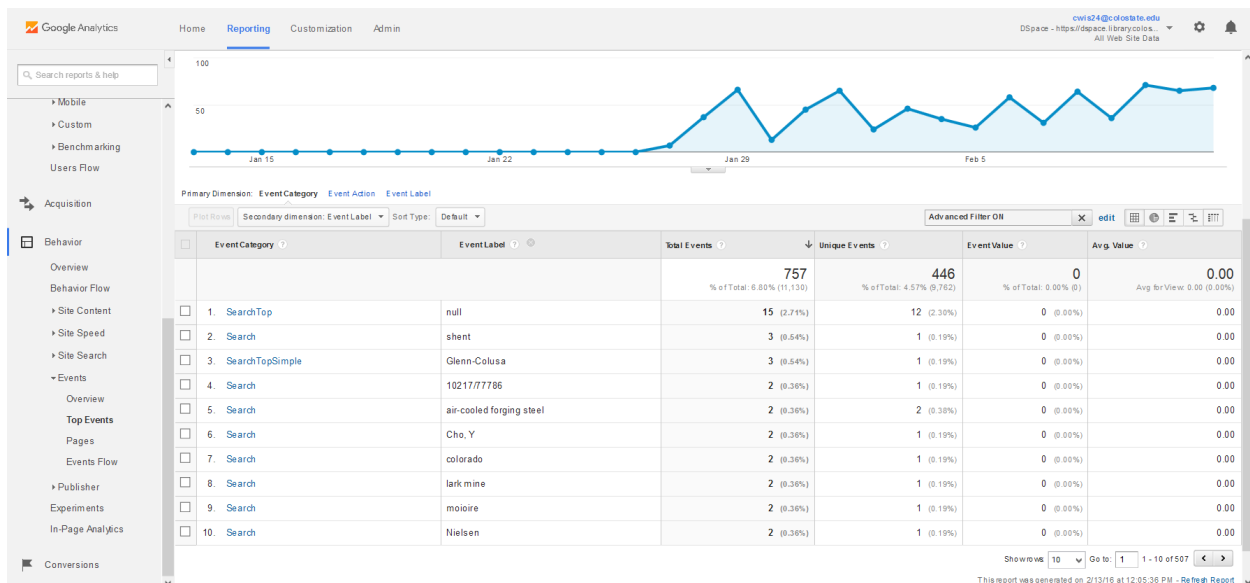 Google Analytics
Home Reporting Customization Admin
cwis24@colostate.edu
DSpace - https://dspace.library.colos...
All Web Site Data
Search reports & help
Mobile
Custom
Benchmarking
Users Flow
Acquisition
Behavior
Overview
Behavior Flow
Site Content
Site Speed
Site Search
Events
Overview
Top Events
Pages
Events Flow
Publisher
Experiments
In-Page Analytics
Conversions
100
50
Jan 15 Jan 22 Jan 29 Feb 5
Primary Dimension: Event Category Event Action Event Label
Plot Rows Secondary dimension: Event Label Sort Type: Default Advanced Filter ON edit
Event Category Event Label Total Events Unique Events Event Value Avg. Value
757 446 0 0.00
% of Total: 6.80% (11,130) % of Total: 4.57% (9,762) % of Total: 0.00% (0) Avg for View: 0.00 (0.00%)
1. SearchTop null 15 (2.71%) 12 (2.30%) 0 (0.00%) 0.00
2. Search shent 3 (0.54%) 1 (0.19%) 0 (0.00%) 0.00
3. SearchTopSimple Glenn-Colusa 3 (0.54%) 1 (0.19%) 0 (0.00%) 0.00
4. Search 10217/77786 2 (0.36%) 1 (0.19%) 0 (0.00%) 0.00
5. Search air-cooled forging steel 2 (0.36%) 2 (0.38%) 0 (0.00%) 0.00
6. Search Cho, Y 2 (0.36%) 1 (0.19%) 0 (0.00%) 0.00
7. Search colorado 2 (0.36%) 1 (0.19%) 0 (0.00%) 0.00
8. Search lark mine 2 (0.36%) 1 (0.19%) 0 (0.00%) 0.00
9. Search moioire 2 (0.36%) 1 (0.19%) 0 (0.00%) 0.00
10. Search Nielsen 2 (0.36%) 1 (0.19%) 0 (0.00%) 0.00
Show rows 10 Go to: 1 1 - 10 of 507
This report was generated on 2/13/16 at 12:05:36 PM - Refresh Report